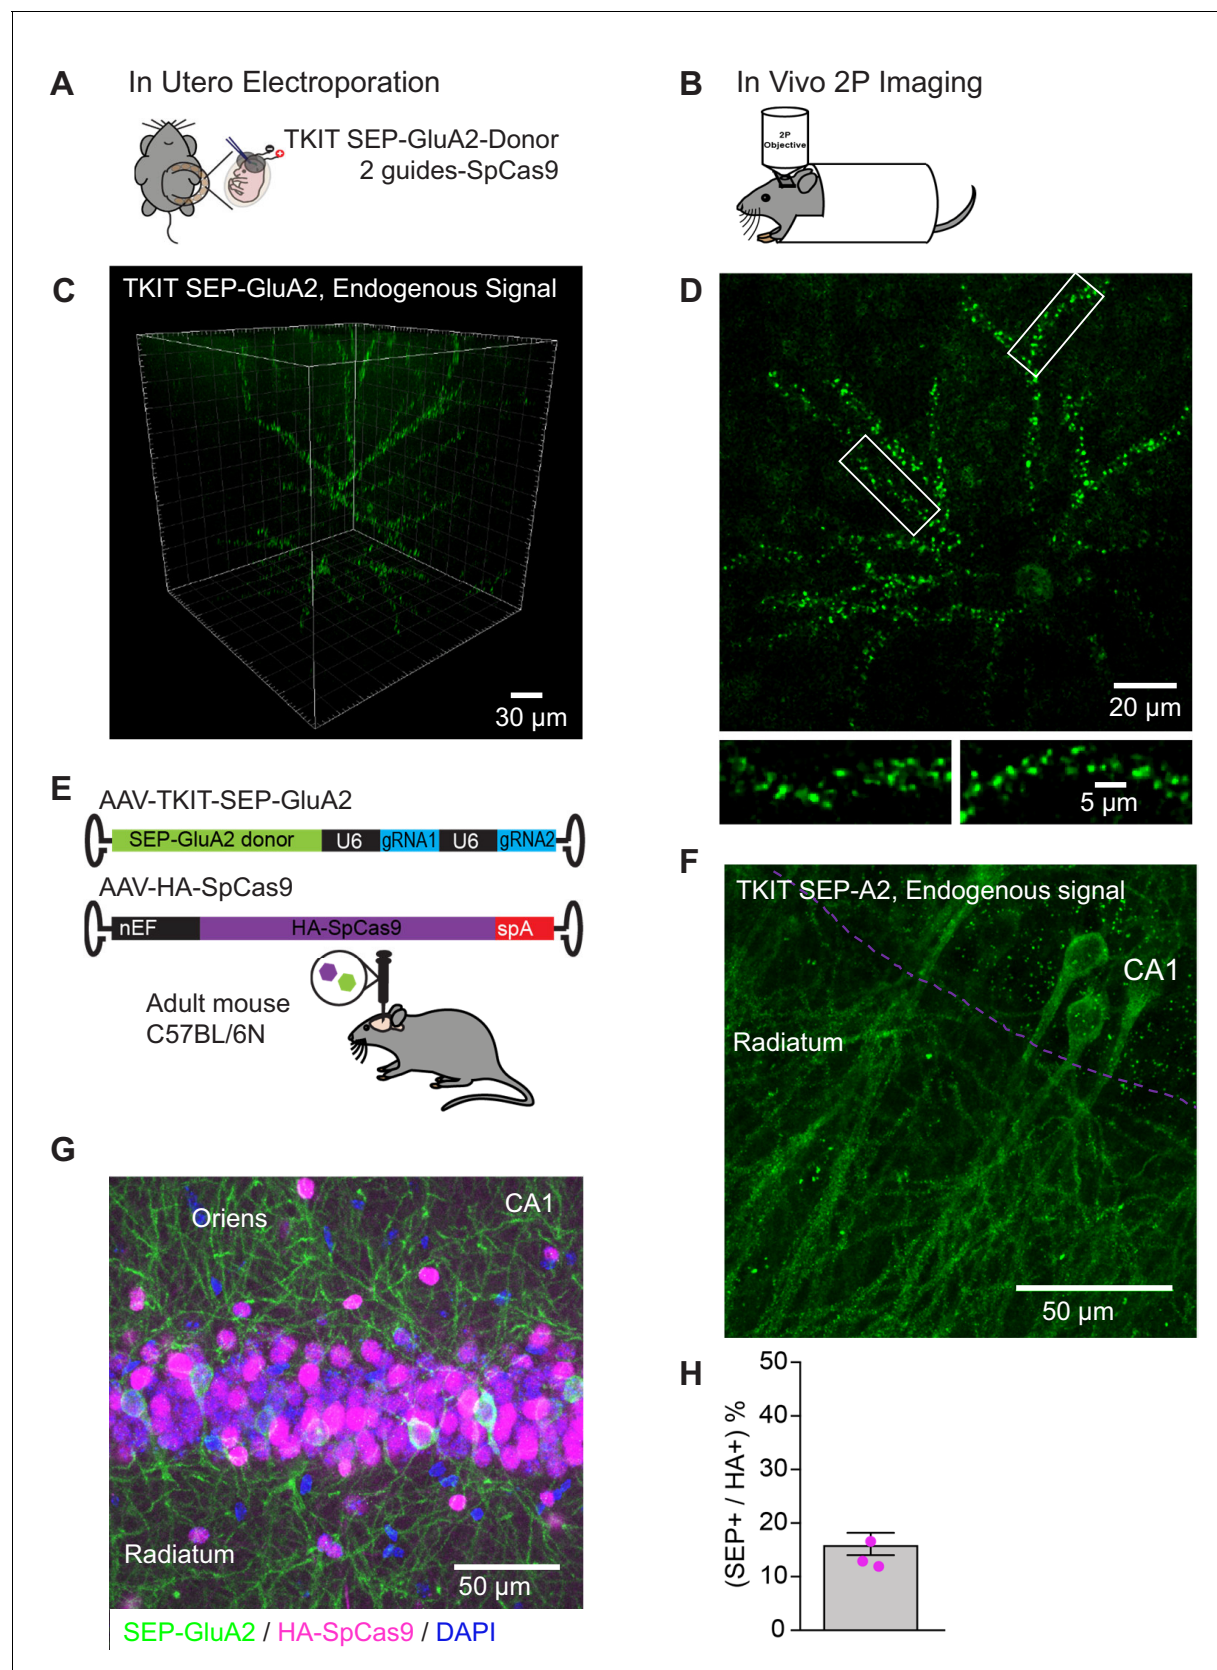 A
In Utero Electroporation
TKIT SEP-GluA2-Donor
2 guides-SpCas9
B
In Vivo 2P Imaging
2P
Objective
C
TKIT SEP-GluA2, Endogenous Signal
30 µm
D
20 µm
5 µm
E
AAV-TKIT-SEP-GluA2
SEP-GluA2 donor U6 gRNA1 U6 gRNA2
AAV-HA-SpCas9
nEF HA-SpCas9 spA
Adult mouse
C57BL/6N
F
TKIT SEP-A2, Endogenous signal
CA1
Radiatum
50 µm
G
Oriens
CA1
Radiatum
50 µm
SEP-GluA2 / HA-SpCas9 / DAPI
H
(SEP+ / HA+) %
50
40
30
20
10
0